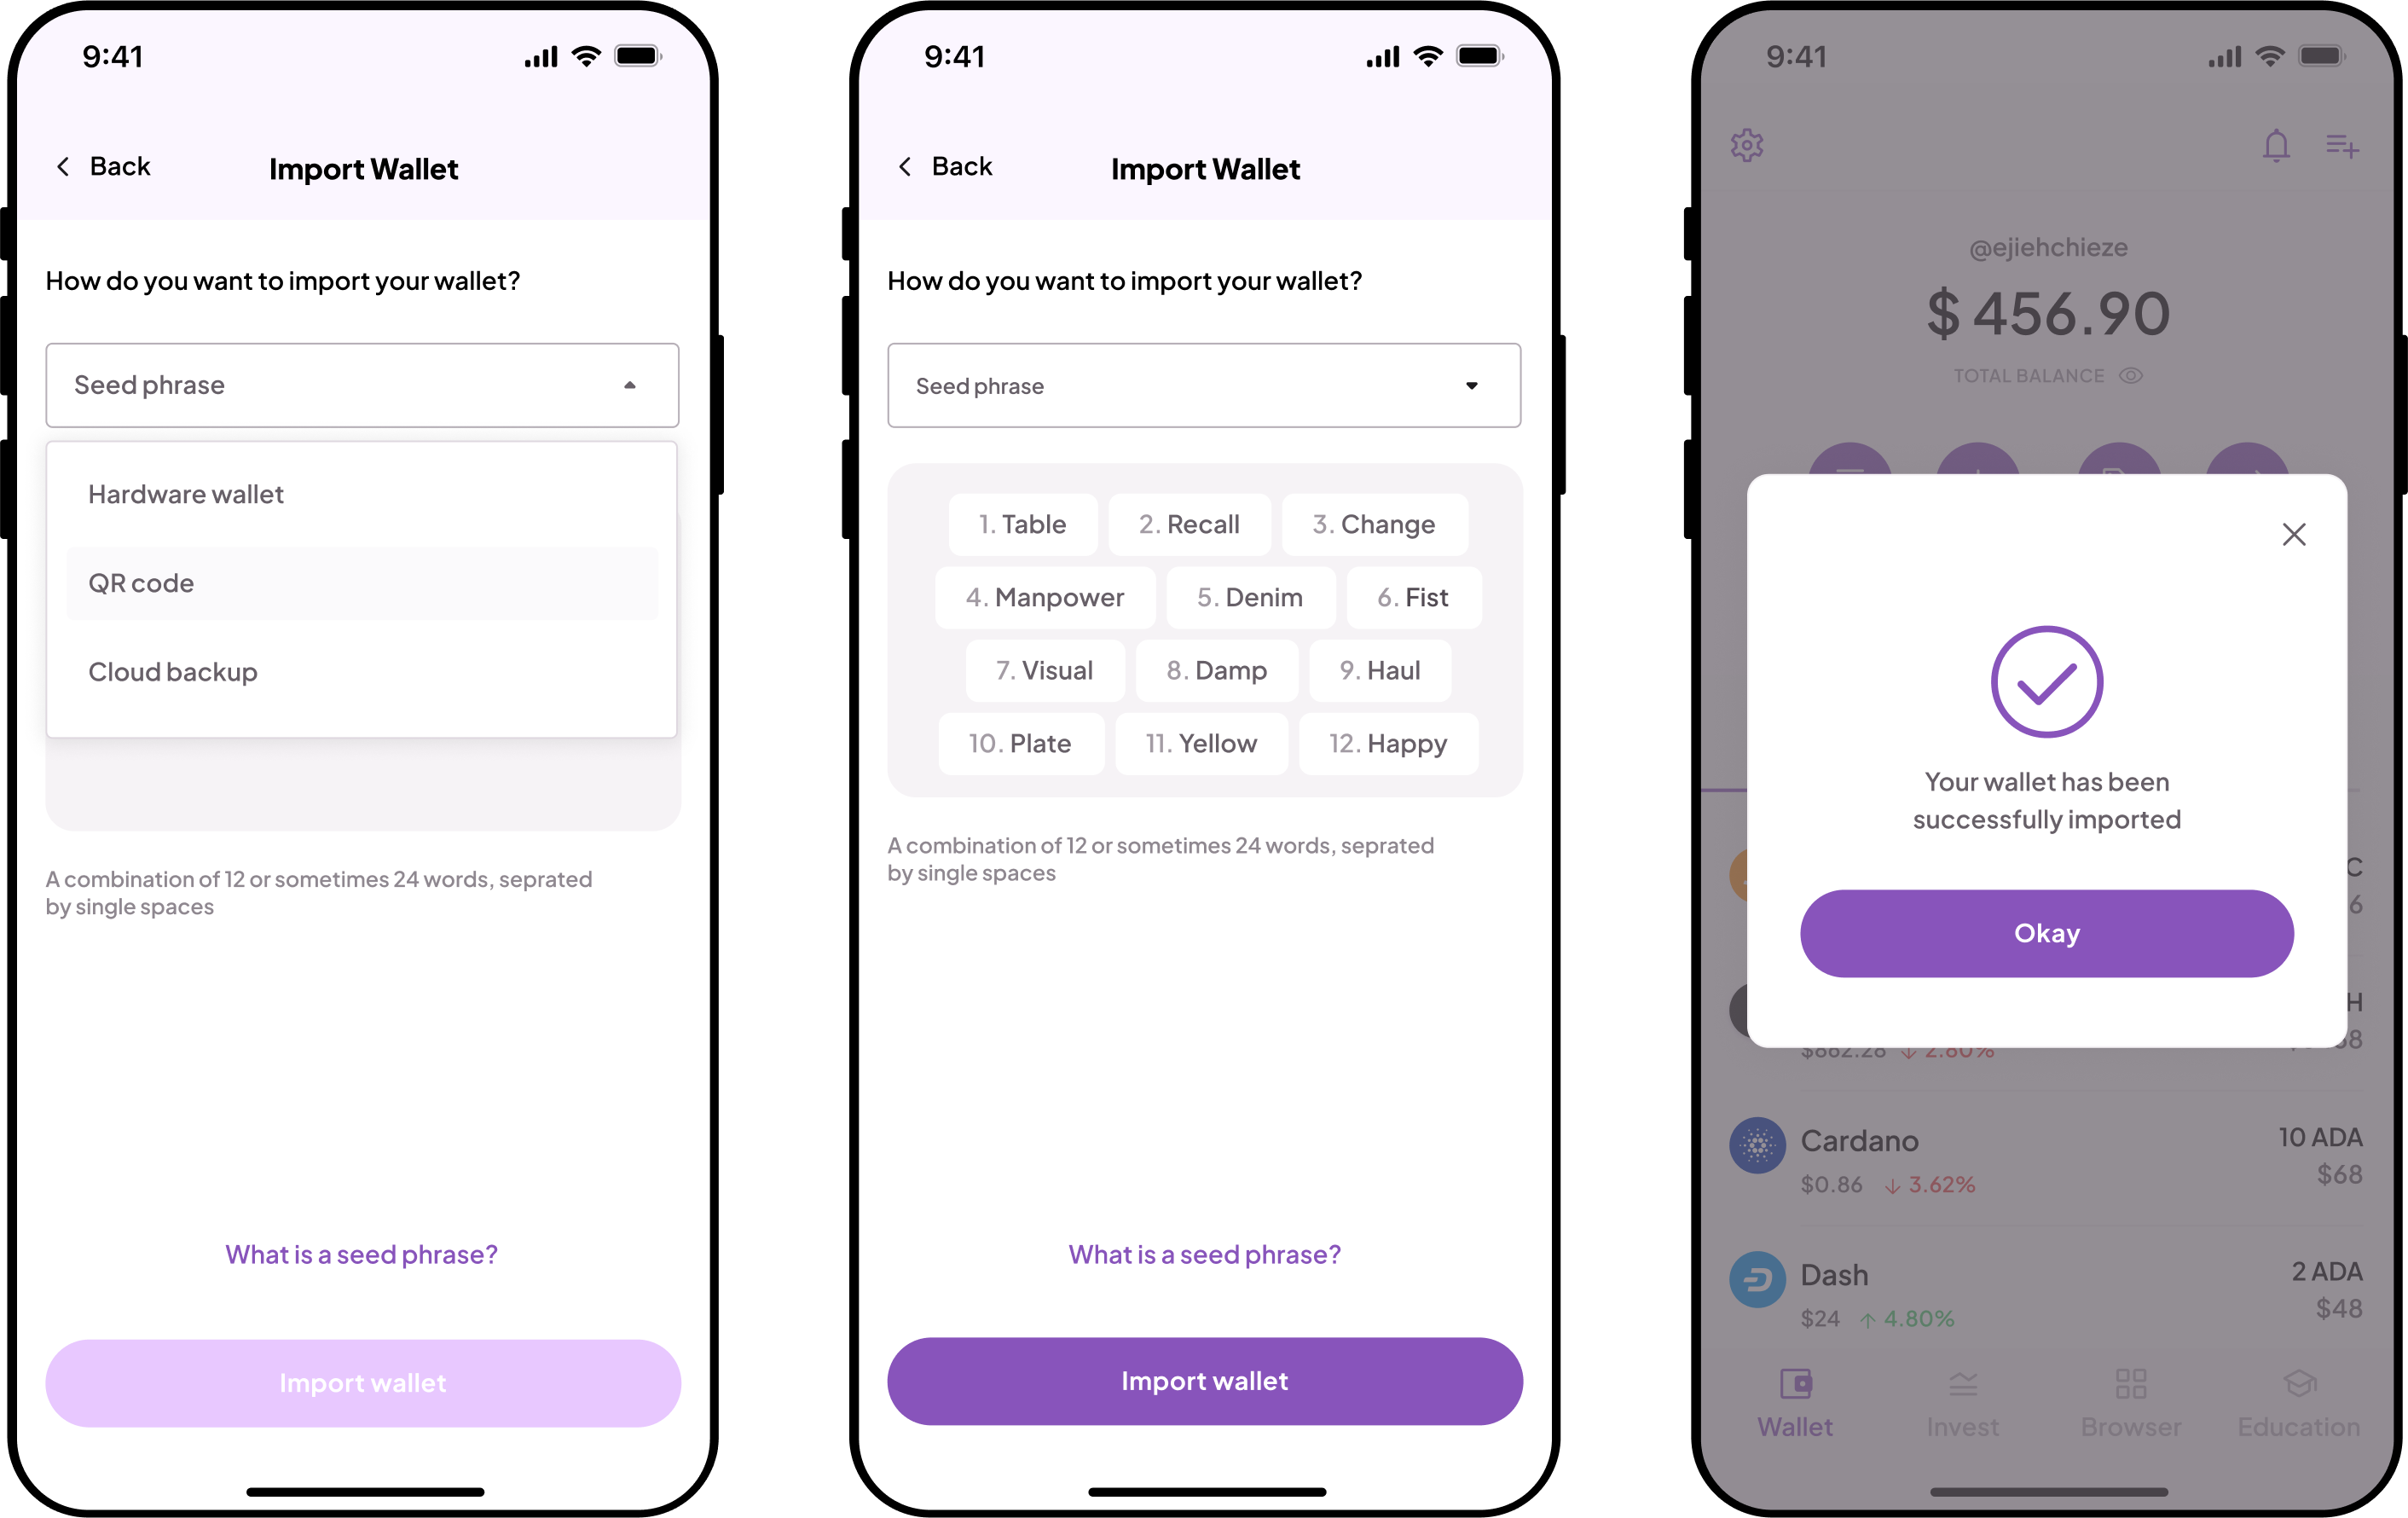 9:41
Back
Import Wallet
How do you want to import your wallet?
Seed phrase
Hardware wallet
QR code
Cloud backup
A combination of 12 or sometimes 24 words, seprated
by single spaces
What is a seed phrase?
Import wallet
9:41
Back
Import Wallet
How do you want to import your wallet?
Seed phrase
1. Table
2. Recall
3. Change
4. Manpower
5. Denim
6. Fist
7. Visual
8. Damp
9. Haul
10. Plate
11. Yellow
12. Happy
A combination of 12 or sometimes 24 words, seprated
by single spaces
What is a seed phrase?
Import wallet
9:41
@ejiehchieze
$ 456.90
TOTAL BALANCE
Your wallet has been
successfully imported
Okay
C
6
H
68
$862.28 ↓ 2.80%
Cardano
10 ADA
$0.86 ↓ 3.62%
$68
Dash
2 ADA
$24 ↑ 4.80%
$48
Wallet
Invest
Browser
Education